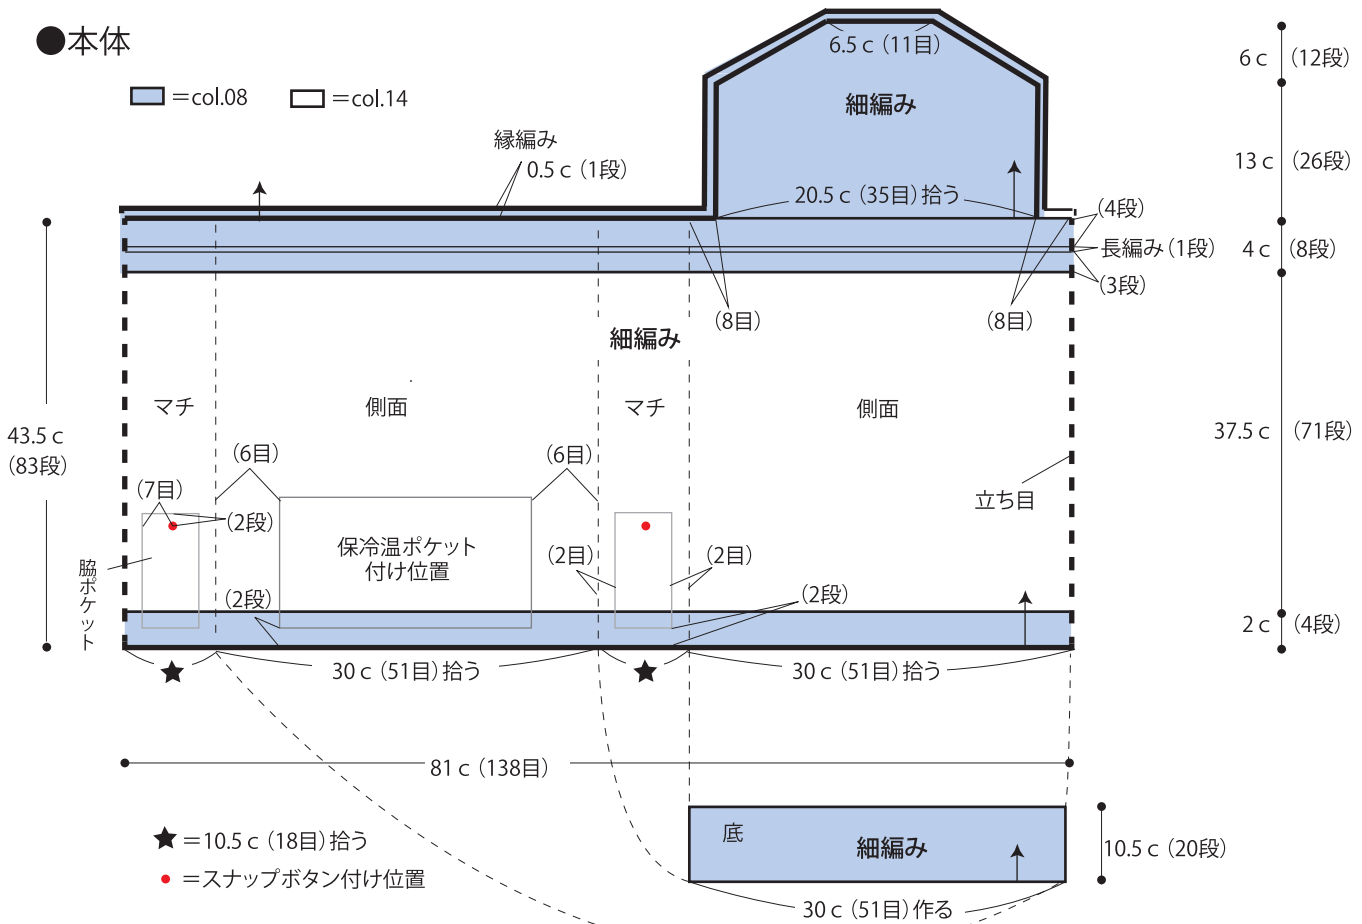 ●本体
=col.08
=col.14
縁編み
0.5c(1段)
6.5c(11目)
細編み
20.5c(35目)拾う
6c (12段)
13c (26段)
(4段)
長編み(1段)
4c (8段)
(3段)
(8目)
(8目)
細編み
マチ
側面
マチ
側面
43.5c
(83段)
37.5c (71段)
(6目)
(6目)
(7目)
(2段)
立ち目
保冷温ポケット
付け位置
(2目)
(2目)
脇ポケット
(2段)
(2段)
2c (4段)
★
30c(51目)拾う
★
30c(51目)拾う
81c(138目)
★=10.5c(18目)拾う
●=スナップボタン付け位置
底
細編み
10.5c(20段)
30c(51目)作る